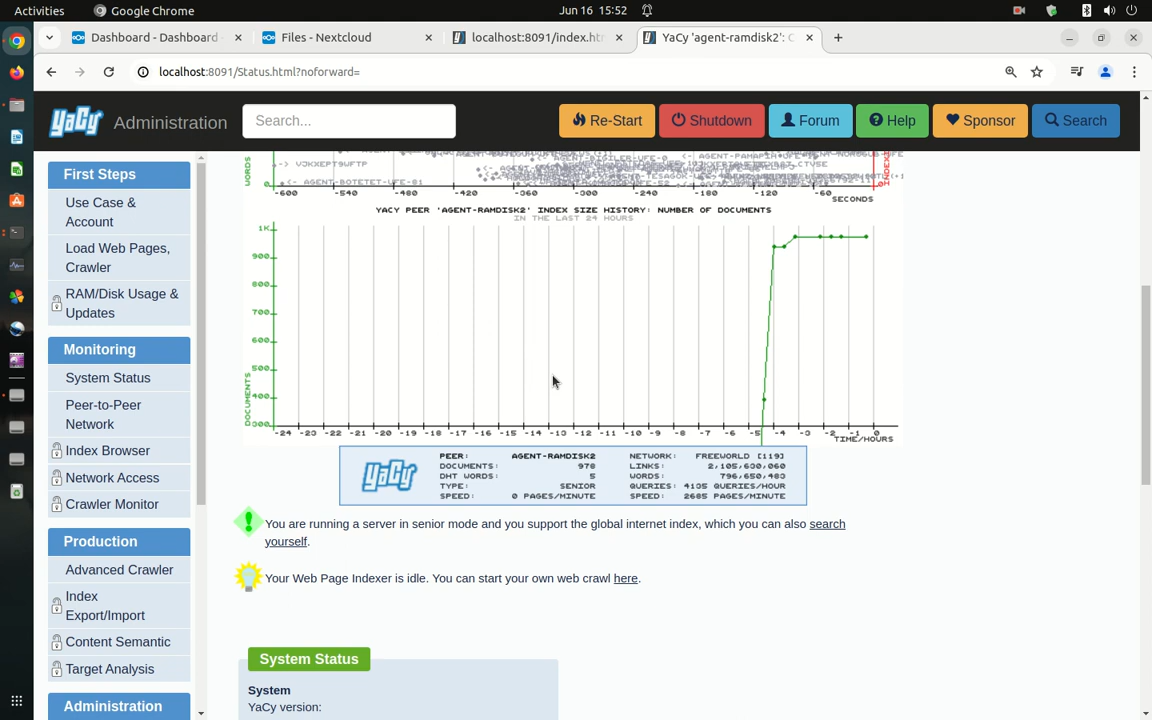 Activities
Google Chrome
Jun 16 15:52
Dashboard - Dashboard -
Files - Nextcloud
localhost:8091/index.ht
YaCy 'agent-ramdisk2': C
localhost:8091/Status.html?noforward=
YaCy
Administration
Search...
Re-Start
Shutdown
Forum
Help
Sponsor
Search
First Steps
Use Case &
Account
Load Web Pages,
Crawler
RAM/Disk Usage &
Updates
Monitoring
System Status
Peer-to-Peer
Network
Index Browser
Network Access
Crawler Monitor
Production
Advanced Crawler
Index
Export/Import
Content Semantic
Target Analysis
Administration
WORDS
0
-600 -540 -480 -420 -360 -300 -240 -180 -120 -60
SECONDS
YACY PEER 'AGENT-RAMDISK2' INDEX SIZE HISTORY: NUMBER OF DOCUMENTS
IN THE LAST 24 HOURS
1K
900
800
700
600
500
400
300
DOCUMENTS
-24 -23 -22 -21 -20 -19 -18 -17 -16 -15 -14 -13 -12 -11 -10 -9 -8 -7 -6 -5 -4 -3 -2 -1 0
TIME/HOURS
YaCy
PEER: AGENT-RAMDISK2
DOCUMENTS: 978
DHT WORDS: 5
TYPE: SENIOR
SPEED: 0 PAGES/MINUTE
NETWORK: FREEWORLD [119]
LINKS: 2,105,630,060
WORDS: 796,650,483
QUERIES: 4135 QUERIES/HOUR
SPEED: 2685 PAGES/MINUTE
You are running a server in senior mode and you support the global internet index, which you can also search
yourself.
Your Web Page Indexer is idle. You can start your own web crawl here.
System Status
System
YaCy version: